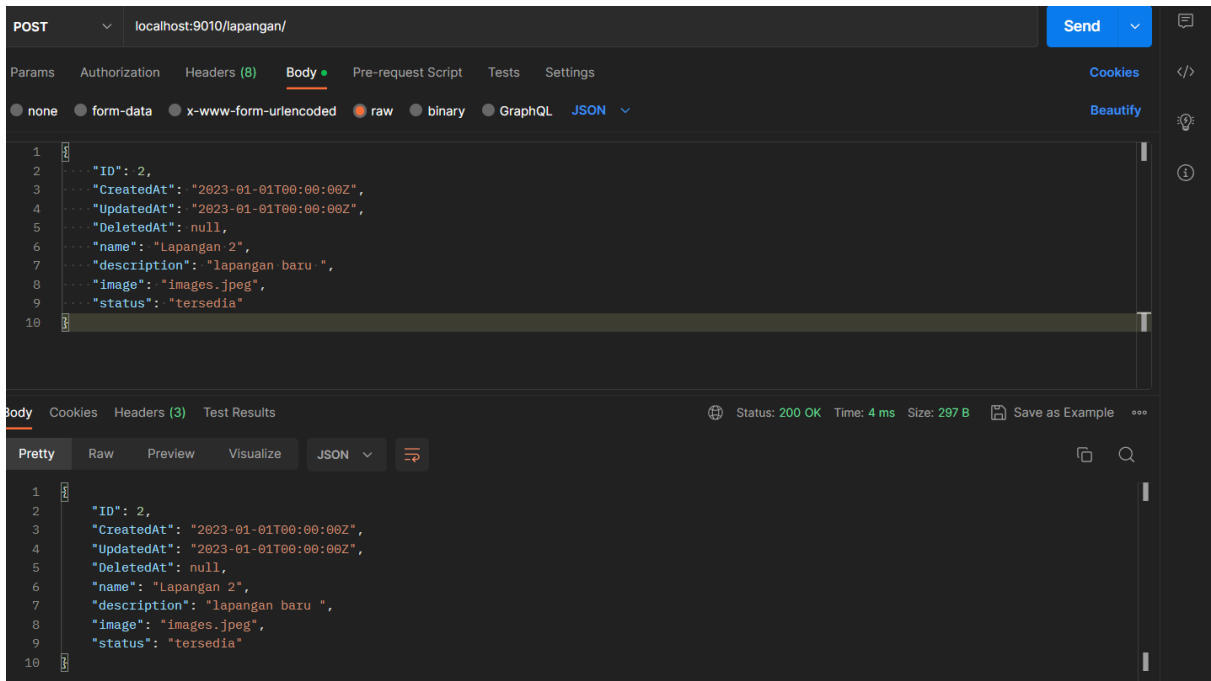 POST localhost:9010/lapangan/ Send
Params Authorization Headers (8) Body Pre-request Script Tests Settings Cookies
none form-data x-www-form-urlencoded raw binary GraphQL JSON Beautify
1 {
2 "ID": 2,
3 "CreatedAt": "2023-01-01T00:00:00Z",
4 "UpdatedAt": "2023-01-01T00:00:00Z",
5 "DeletedAt": null,
6 "name": "Lapangan 2",
7 "description": "lapangan baru ",
8 "image": "images.jpeg",
9 "status": "tersedia"
10 }
Body Cookies Headers (3) Test Results Status: 200 OK Time: 4 ms Size: 297 B Save as Example
Pretty Raw Preview Visualize JSON
1 {
2 "ID": 2,
3 "CreatedAt": "2023-01-01T00:00:00Z",
4 "UpdatedAt": "2023-01-01T00:00:00Z",
5 "DeletedAt": null,
6 "name": "Lapangan 2",
7 "description": "lapangan baru ",
8 "image": "images.jpeg",
9 "status": "tersedia"
10 }